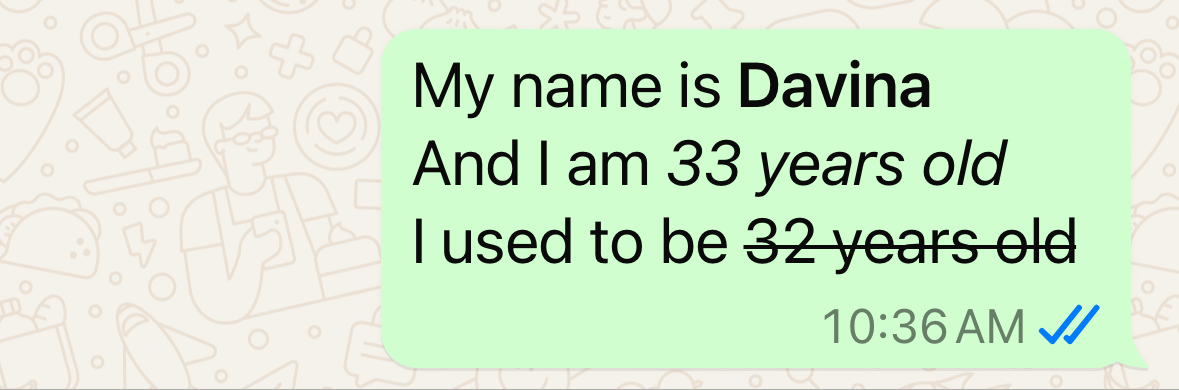 My name is Davina
And I am 33 years old
I used to be 32 years old
10:36 AM